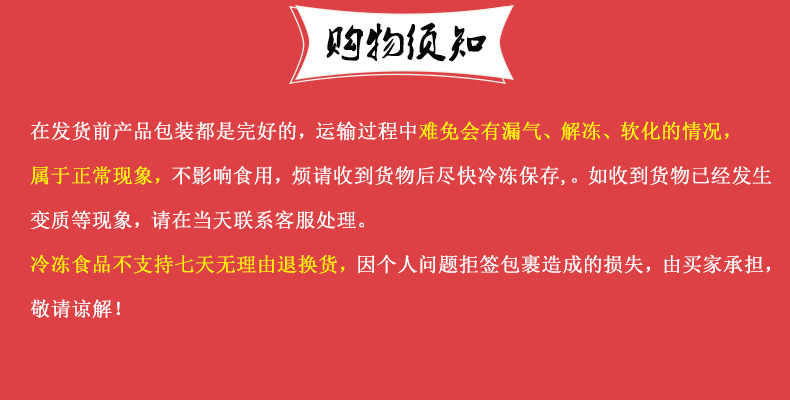 购物须知
在发货前产品包装都是完好的，运输过程中难免会有漏气、解冻、软化的情况，
属于正常现象，不影响食用，烦请收到货物后尽快冷冻保存,。如收到货物已经发生
变质等现象，请在当天联系客服处理。
冷冻食品不支持七天无理由退换货，因个人问题拒签包裹造成的损失，由买家承担，
敬请谅解！